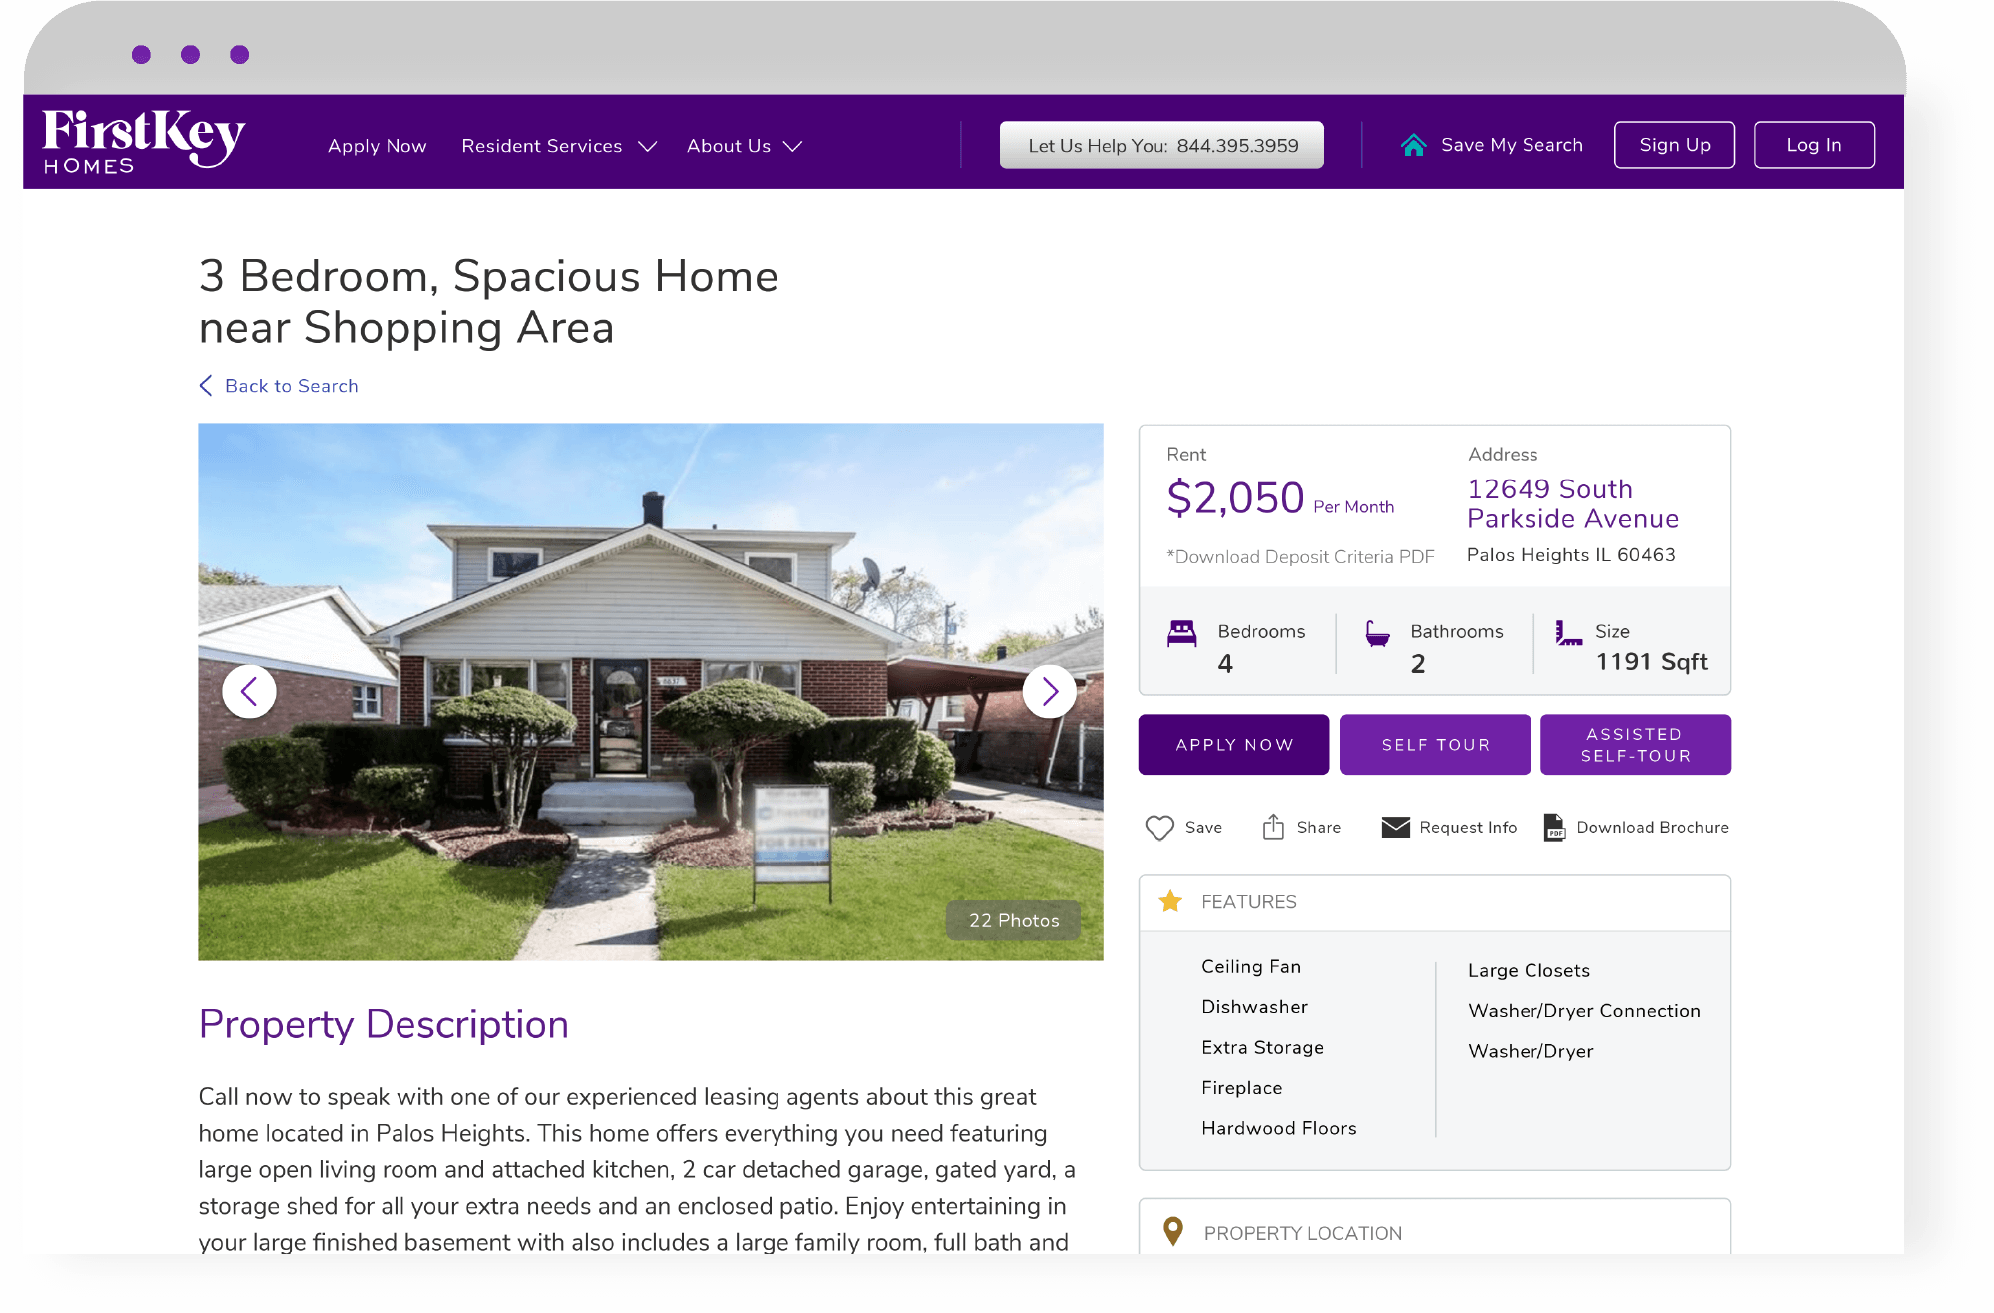 FirstKey
HOMES
Apply Now
Resident Services
About Us
Let Us Help You: 844.395.3959
Save My Search
Sign Up
Log In
3 Bedroom, Spacious Home
near Shopping Area
Back to Search
22 Photos
Property Description
Call now to speak with one of our experienced leasing agents about this great
home located in Palos Heights. This home offers everything you need featuring
large open living room and attached kitchen, 2 car detached garage, gated yard, a
storage shed for all your extra needs and an enclosed patio. Enjoy entertaining in
your large finished basement with also includes a large family room, full bath and
Rent
$2,050 Per Month
*Download Deposit Criteria PDF
Address
12649 South
Parkside Avenue
Palos Heights IL 60463
Bedrooms
4
Bathrooms
2
Size
1191 Sqft
APPLY NOW
SELF TOUR
ASSISTED
SELF-TOUR
Save
Share
Request Info
PDF
Download Brochure
FEATURES
Ceiling Fan
Dishwasher
Extra Storage
Fireplace
Hardwood Floors
Large Closets
Washer/Dryer Connection
Washer/Dryer
PROPERTY LOCATION